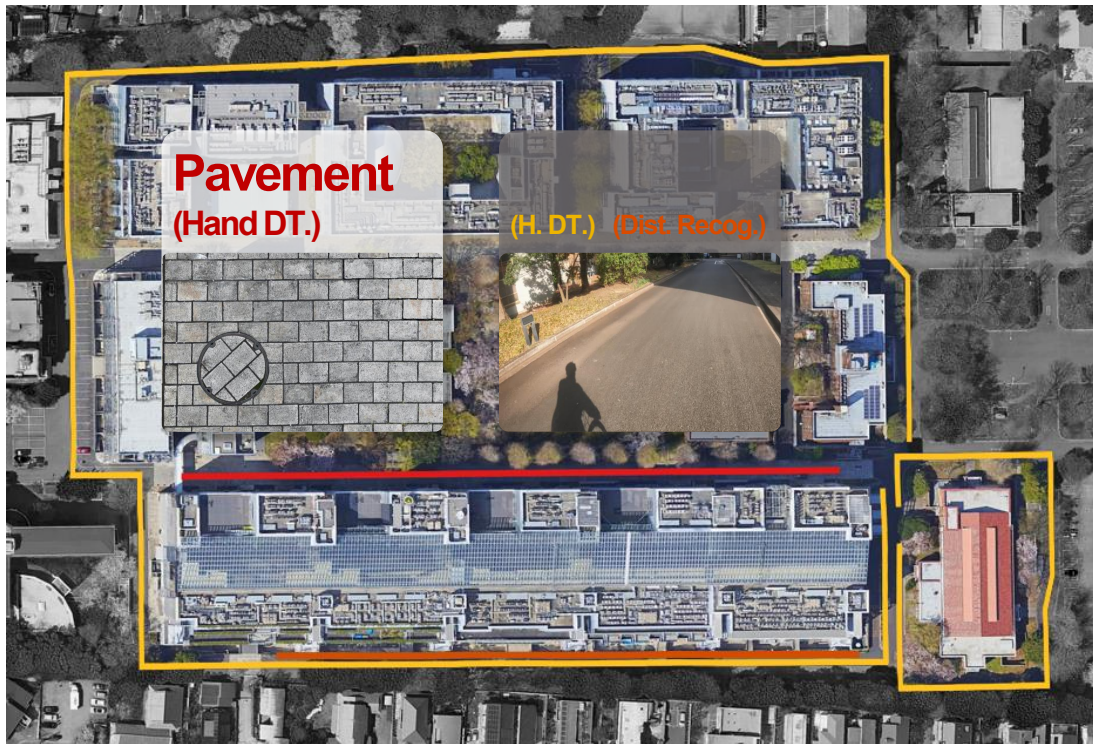 Pavement
(Hand DT.)
(H. DT.) (Dist. Recog.)